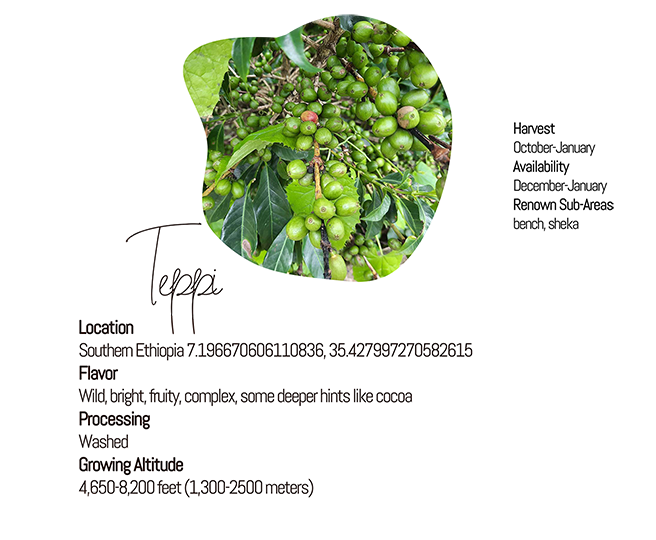 Teppi
Location
Southern Ethiopia 7.196670606110836, 35.427997270582615
Flavor
Wild, bright, fruity, complex, some deeper hints like cocoa
Processing
Washed
Growing Altitude
4,650-8,200 feet (1,300-2500 meters)
Harvest
October-January
Availability
December-January
Renown Sub-Areas
bench, sheka